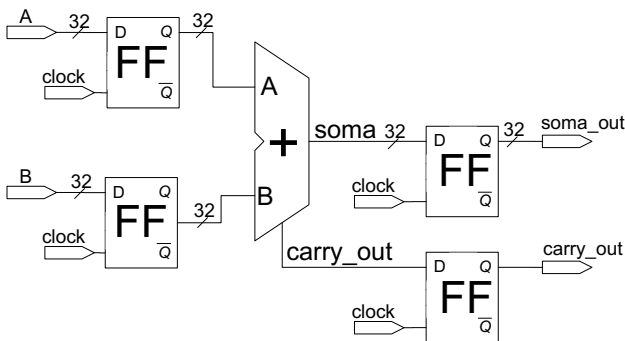 A
32
D
Q
32
FF
clock
Q
A
+
soma
32
D
Q
32
soma_out
FF
clock
Q
B
32
D
Q
B
32
FF
clock
Q
carry_out
D
Q
carry_out
FF
clock
Q